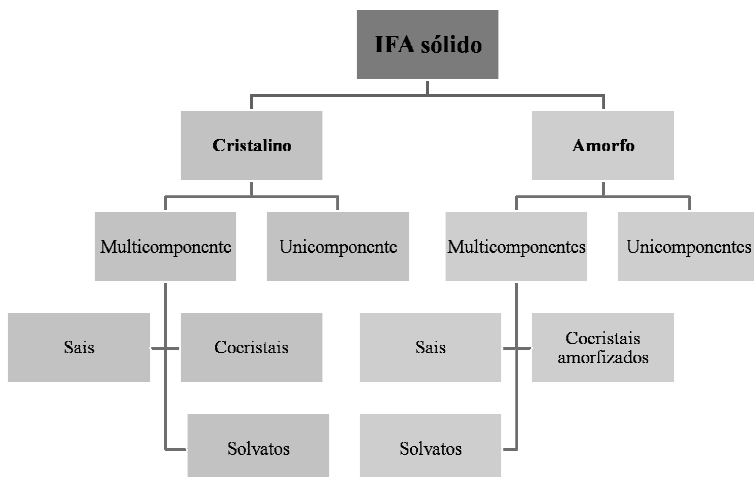 IFA sólido
Cristalino
Amorfo
Multicomponente
Unicomponente
Multicomponentes
Unicomponentes
Sais
Cocristais
Sais
Cocristais
amorfizados
Solvatos
Solvatos